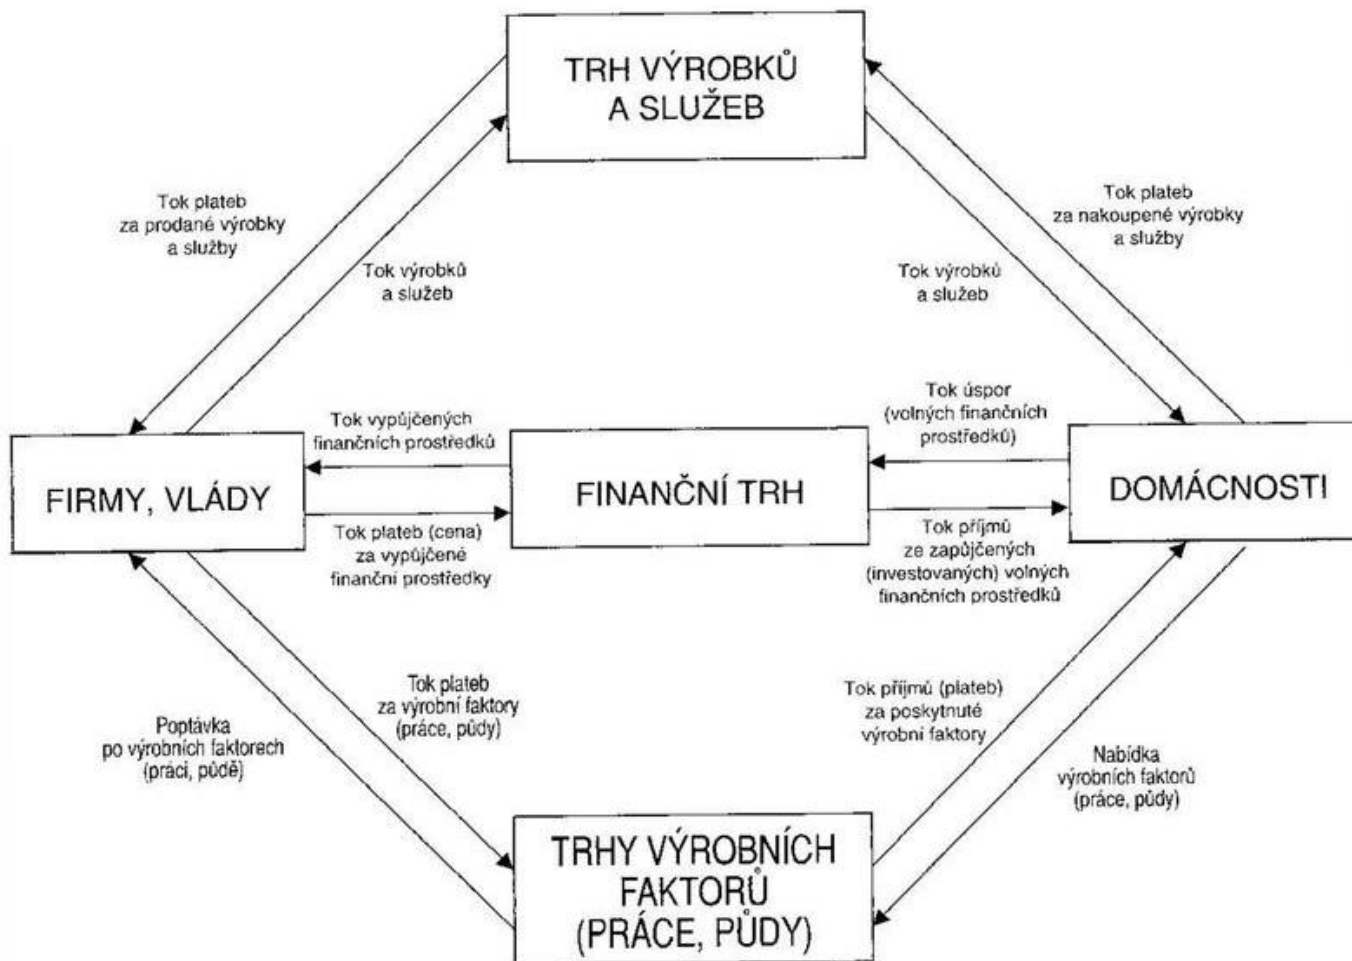 TRH VÝROBKŮ
A SLUŽEB
Tok plateb
za prodané výrobky
a služby
Tok výrobků
a služeb
Tok výrobků
a služeb
Tok plateb
za nakoupené výrobky
a služby
Tok vypůjčených
finančních prostředků
Tok úspor
(volných finančních
prostředků)
FIRMY, VLÁDY
FINANČNÍ TRH
DOMÁCNOSTI
Tok plateb (cena)
za vypůjčené
finanční prostředky
Tok příjmů
ze zapůjčených
(investovaných) volných
finančních prostředků
Poptávka
po výrobních faktorech
(práci, půdě)
Tok plateb
za výrobní faktory
(práce, půdy)
Tok příjmů (plateb)
za poskytnuté
výrobní faktory
Nabídka
výrobních faktorů
(práce, půdy)
TRHY VÝROBNÍCH
FAKTORŮ
(PRÁCE, PŮDY)